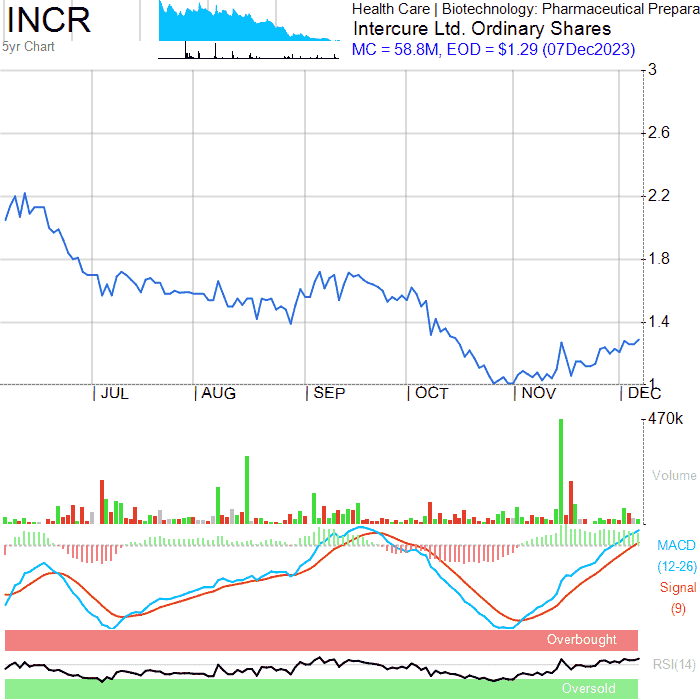 INCR
5yr Chart
Health Care | Biotechnology: Pharmaceutical Prepara
Intercure Ltd. Ordinary Shares
MC = 58.8M, EOD = $1.29 (07Dec2023)
3
2.6
2.2
1.8
1.4
1
| JUL | AUG | SEP | OCT | NOV | DEC
470k
Volume
MACD
(12-26)
Signal
(9)
Overbought
RSI(14)
Oversold